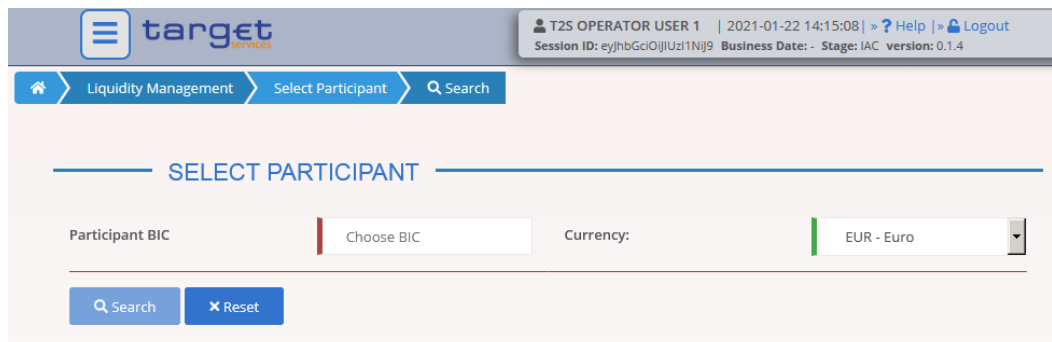 target
services
T2S OPERATOR USER 1 | 2021-01-22 14:15:08| » ? Help |» Logout
Session ID: eyJhbGciOiJIUzI1NiJ9 Business Date: - Stage: IAC version: 0.1.4
Liquidity Management Select Participant Search
SELECT PARTICIPANT
Participant BIC Choose BIC Currency: EUR - Euro
Search Reset